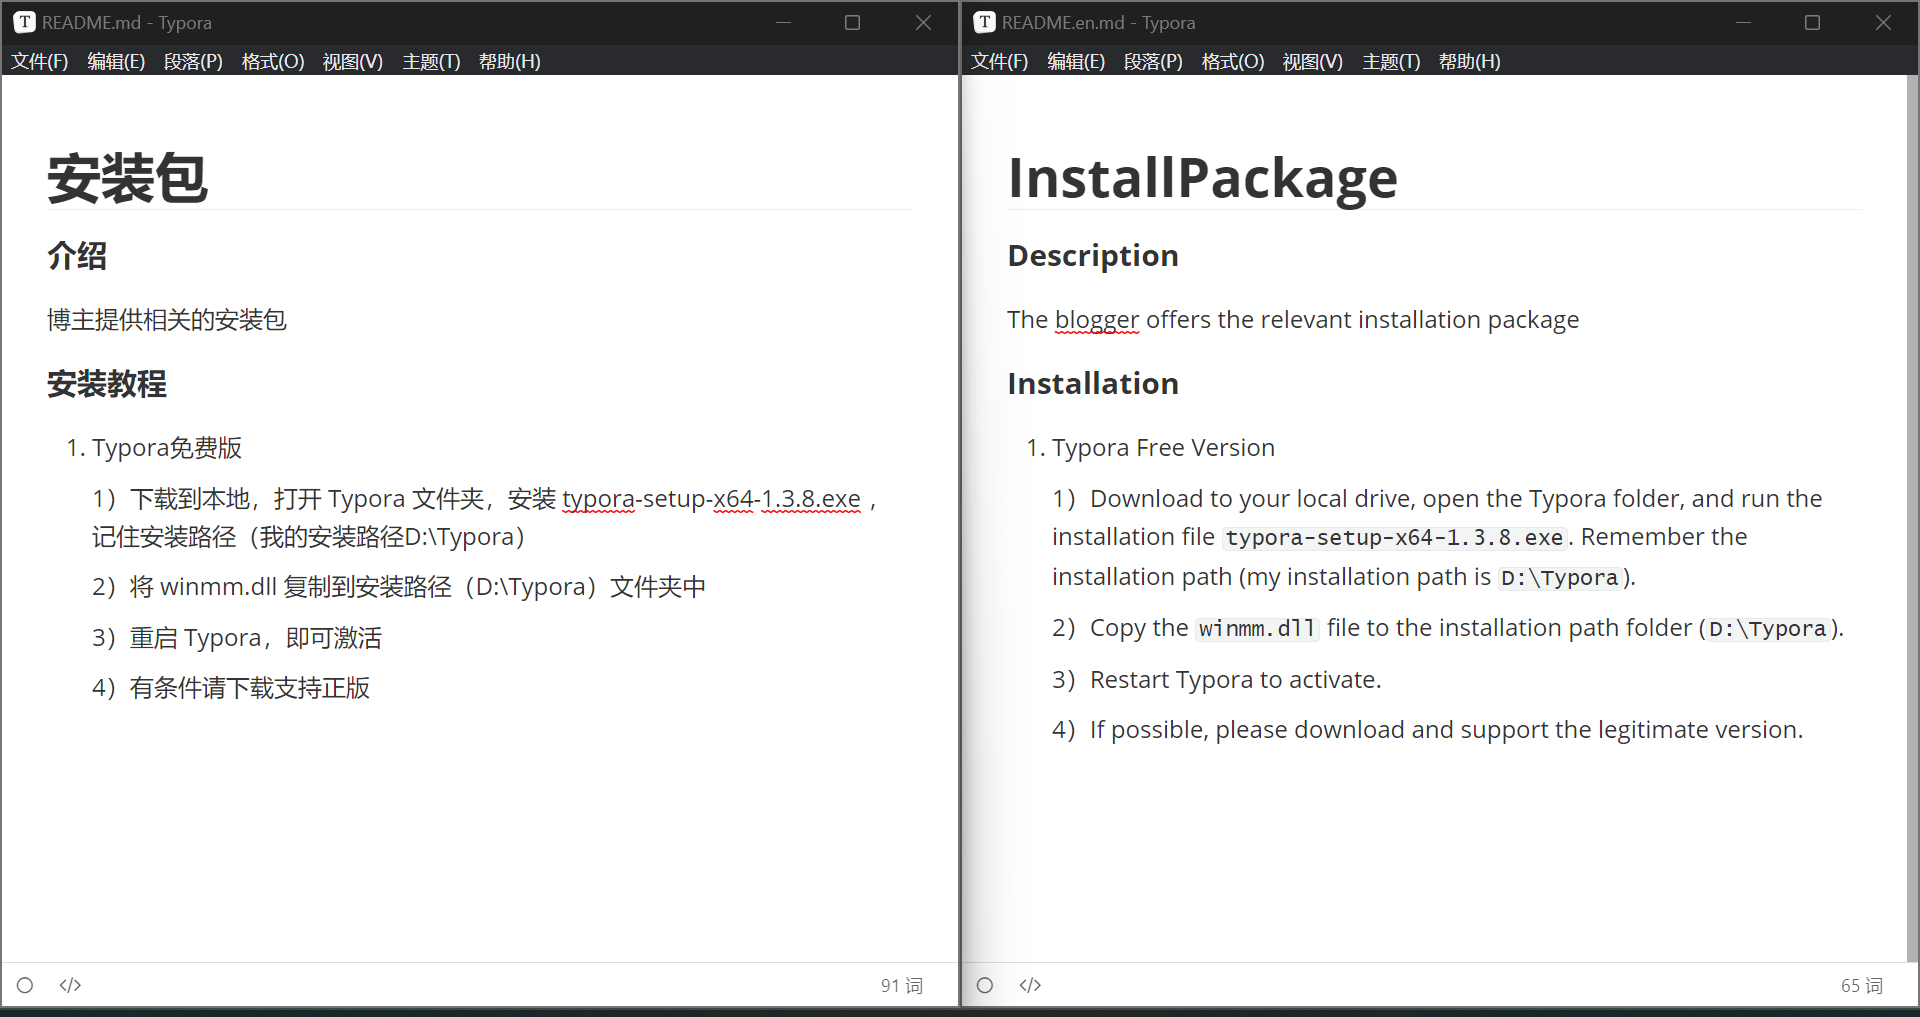 README.md - Typora
文件(F) 编辑(E) 段落(P) 格式(O) 视图(V) 主题(T) 帮助(H)
安装包
介绍
博主提供相关的安装包
安装教程
1. Typora免费版
1）下载到本地，打开 Typora 文件夹，安装 typora-setup-x64-1.3.8.exe ，
记住安装路径（我的安装路径D:\Typora）
2）将 winmm.dll 复制到安装路径（D:\Typora）文件夹中
3）重启 Typora，即可激活
4）有条件请下载支持正版
91 词
README.en.md - Typora
文件(F) 编辑(E) 段落(P) 格式(O) 视图(V) 主题(T) 帮助(H)
InstallPackage
Description
The blogger offers the relevant installation package
Installation
1. Typora Free Version
1）Download to your local drive, open the Typora folder, and run the
installation file typora-setup-x64-1.3.8.exe. Remember the
installation path (my installation path is D:\Typora).
2）Copy the winmm.dll file to the installation path folder (D:\Typora).
3）Restart Typora to activate.
4）If possible, please download and support the legitimate version.
65 词